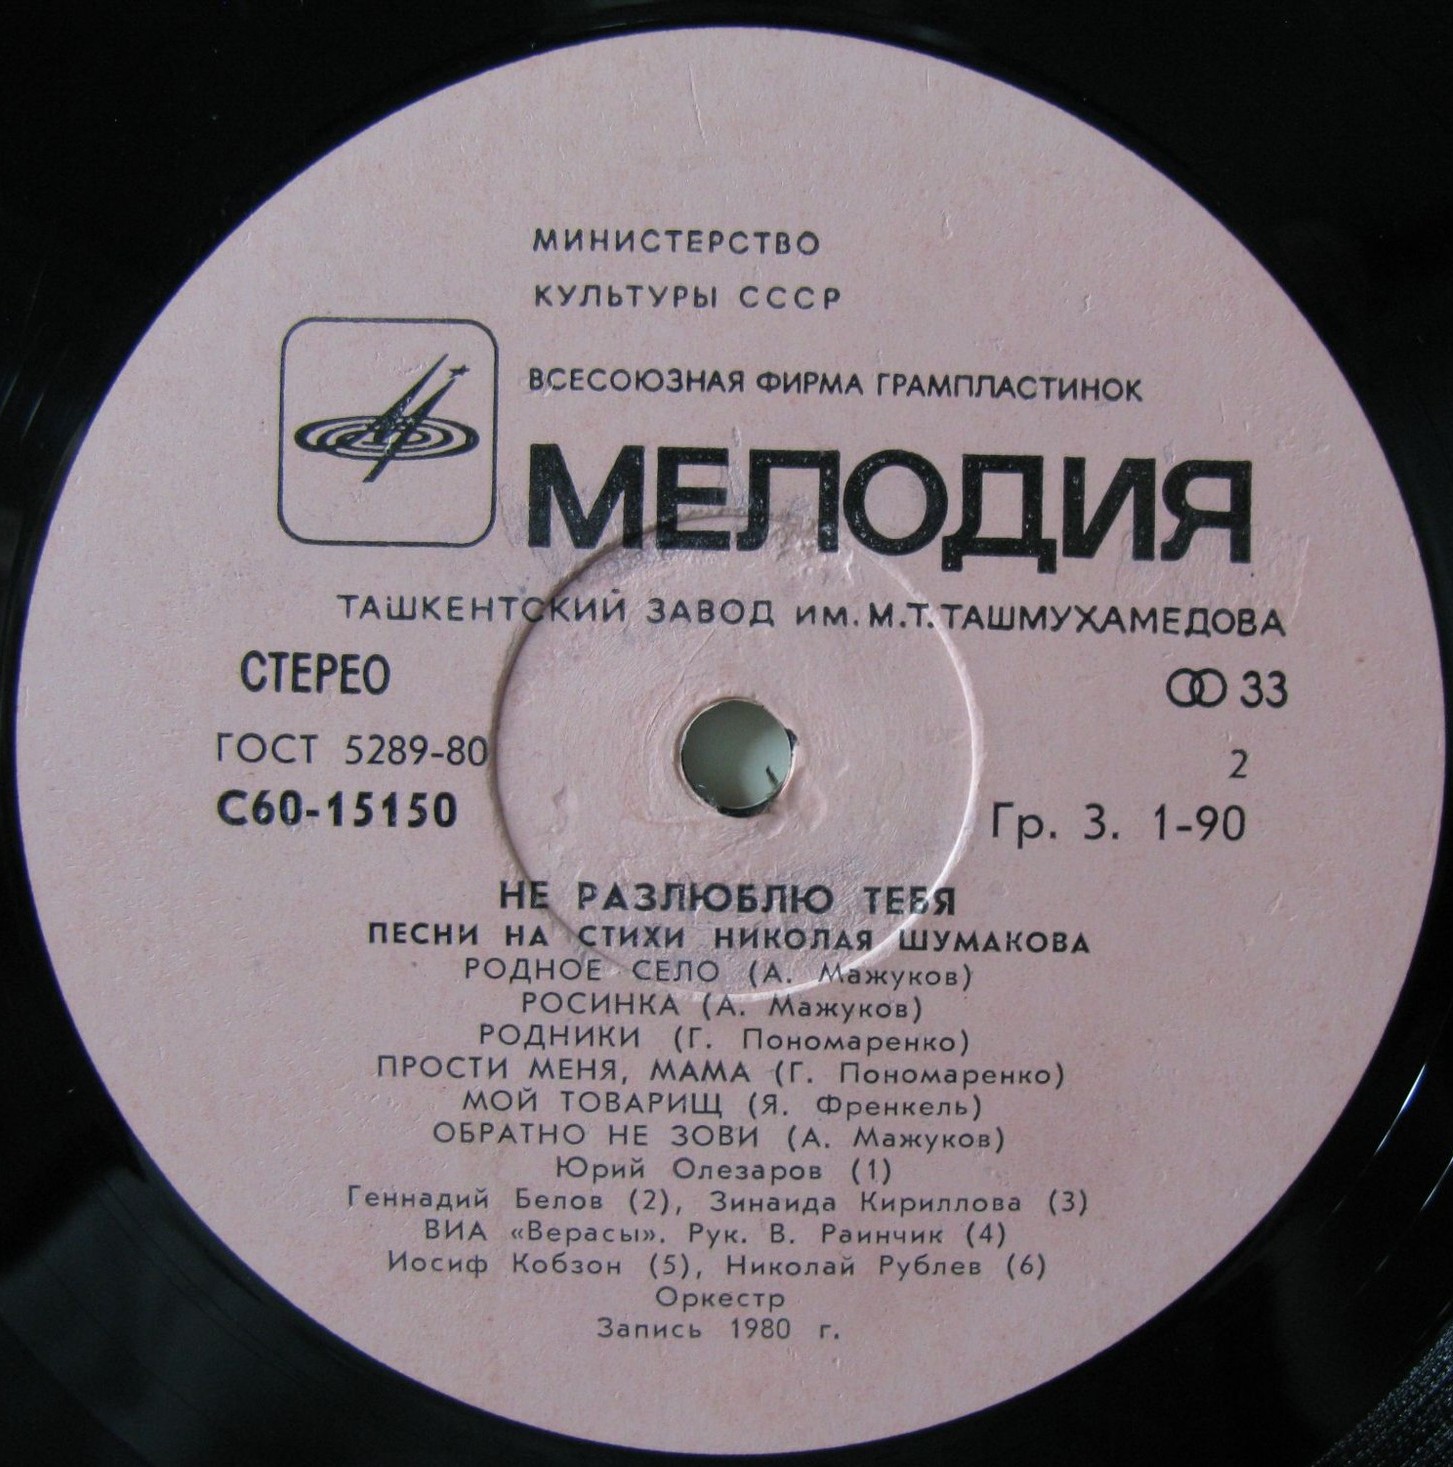 МИНИСТЕРСТВО
КУЛЬТУРЫ СССР
ВСЕСОЮЗНАЯ ФИРМА ГРАМПЛАСТИНОК
МЕЛОДИЯ
ТАШКЕНТСКИЙ ЗАВОД им. М.Т. ТАШМУХАМЕДОВА
СТЕРЕО 33
ГОСТ 5289-80 2
С60-15150 Гр. 3. 1-90
НЕ РАЗЛЮБЛЮ ТЕБЯ
ПЕСНИ НА СТИХИ НИКОЛАЯ ШУМАКОВА
РОДНОЕ СЕЛО (А. Мажуков)
РОСИНКА (А. Мажуков)
РОДНИКИ (Г. Пономаренко)
ПРОСТИ МЕНЯ, МАМА (Г. Пономаренко)
МОЙ ТОВАРИЩ (Я. Френкель)
ОБРАТНО НЕ ЗОВИ (А. Мажуков)
Юрий Олезаров (1)
Геннадий Белов (2), Зинаида Кириллова (3)
ВИА «Верасы». Рук. В. Раинчик (4)
Иосиф Кобзон (5), Николай Рублев (6)
Оркестр
Запись 1980 г.